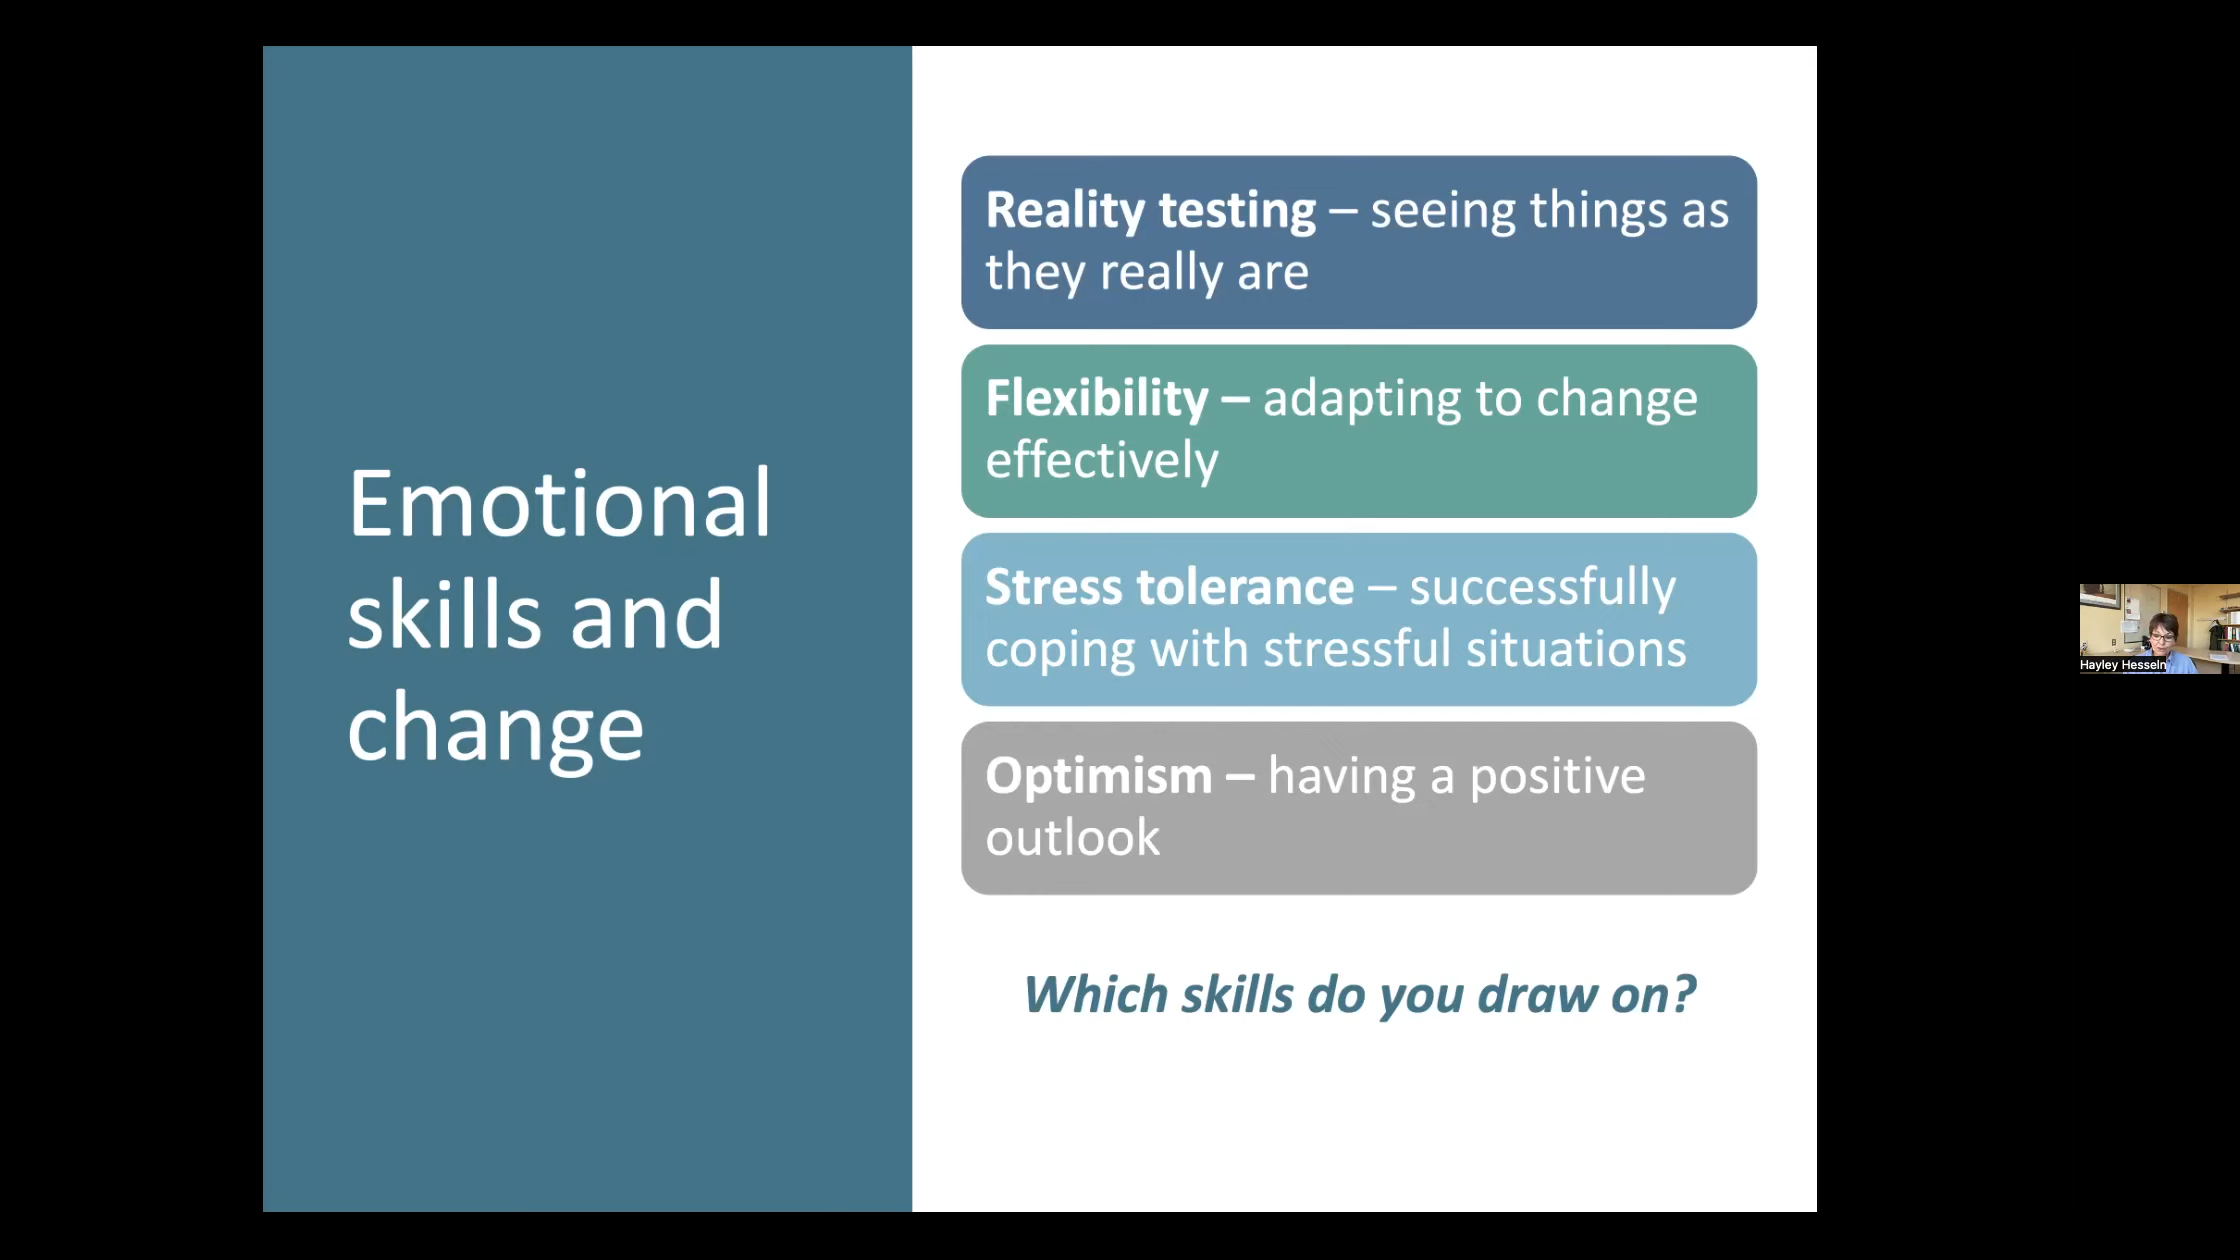 Emotional
skills and
change
Reality testing – seeing things as
they really are
Flexibility – adapting to change
effectively
Stress tolerance – successfully
coping with stressful situations
Optimism – having a positive
outlook
Which skills do you draw on?
Hayley Hesseln